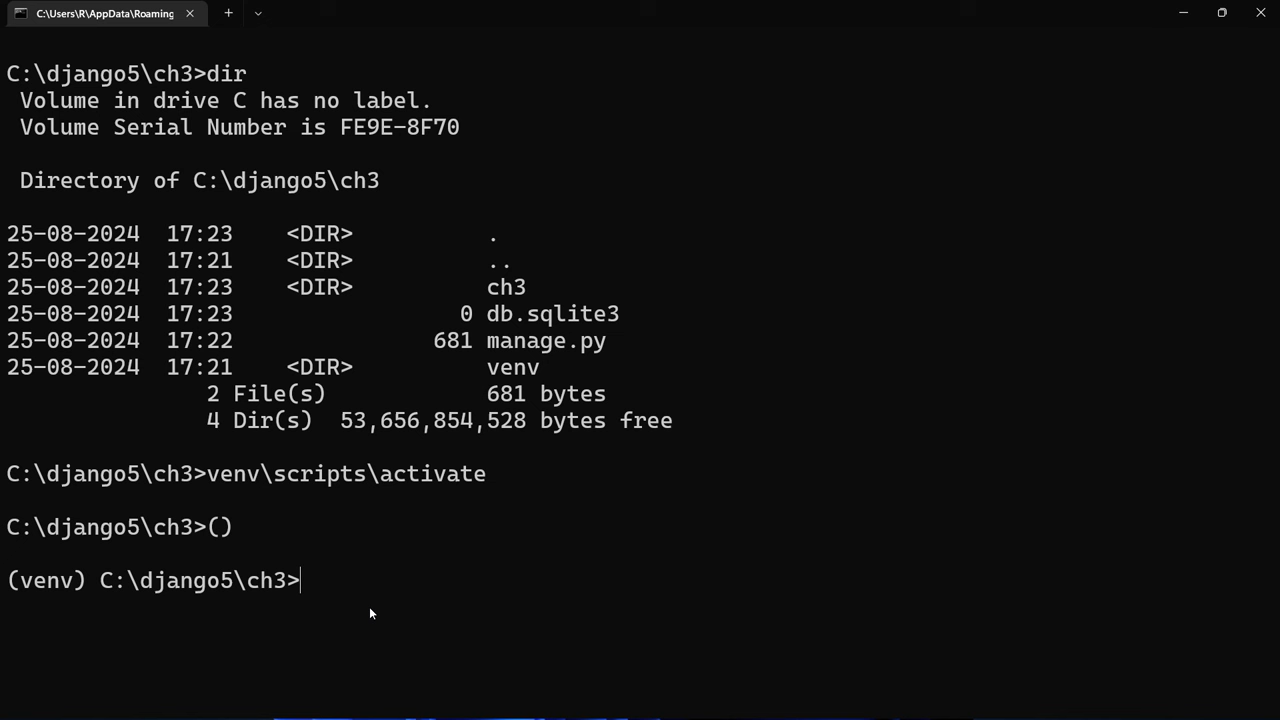 C:\Users\R\AppData\Roaming
C:\django5\ch3>dir
Volume in drive C has no label.
Volume Serial Number is FE9E-8F70
Directory of C:\django5\ch3
25-08-2024  17:23    <DIR>          .
25-08-2024  17:21    <DIR>          ..
25-08-2024  17:23    <DIR>          ch3
25-08-2024  17:23                 0 db.sqlite3
25-08-2024  17:22               681 manage.py
25-08-2024  17:21    <DIR>          venv
2 File(s)            681 bytes
4 Dir(s)  53,656,854,528 bytes free
C:\django5\ch3>venv\scripts\activate
C:\django5\ch3>()
(venv) C:\django5\ch3>